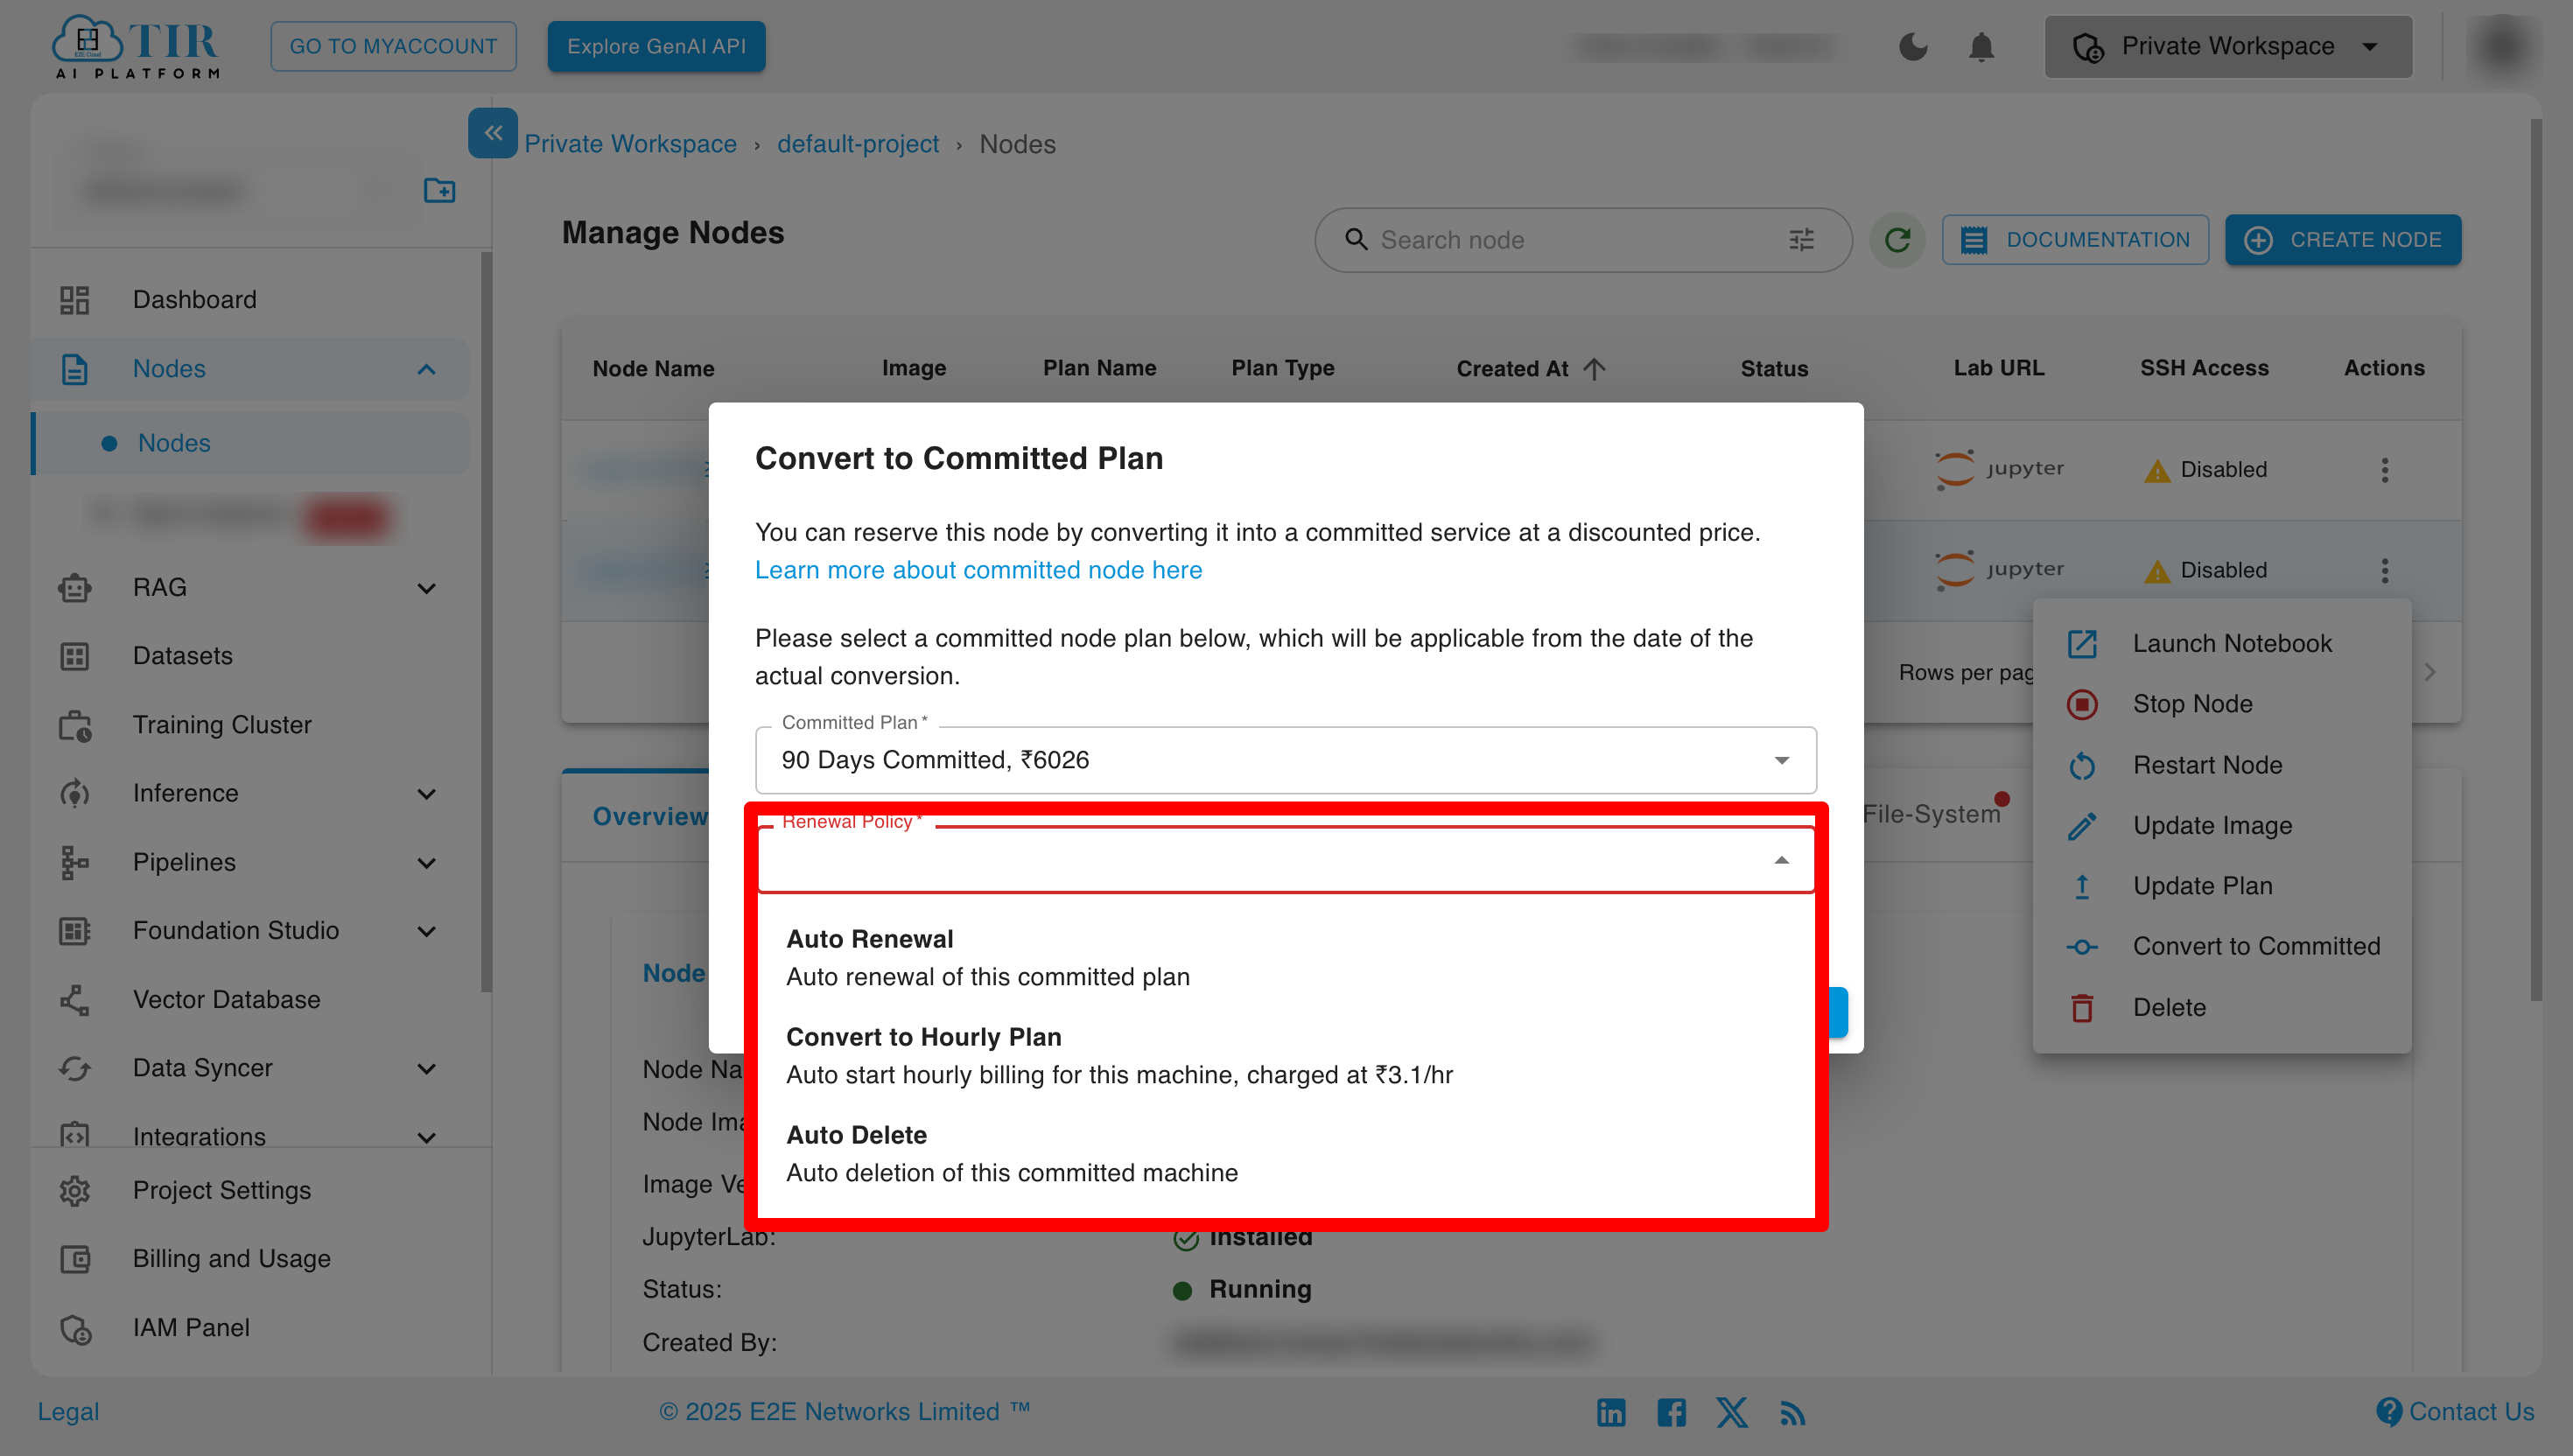 E2E Cloud
TIR
AI PLATFORM
GO TO MYACCOUNT
Explore GenAI API
Private Workspace
Private Workspace › default-project › Nodes
Manage Nodes
Search node
DOCUMENTATION
CREATE NODE
Dashboard
Nodes
Nodes
RAG
Datasets
Training Cluster
Inference
Pipelines
Foundation Studio
Vector Database
Data Syncer
Integrations
Project Settings
Billing and Usage
IAM Panel
Node Name Image Plan Name Plan Type Created At Status Lab URL SSH Access Actions
jupyter Disabled
jupyter Disabled
Rows per pag
Launch Notebook
Stop Node
Restart Node
Update Image
Update Plan
Convert to Committed
Delete
Convert to Committed Plan
You can reserve this node by converting it into a committed service at a discounted price.
Learn more about committed node here
Please select a committed node plan below, which will be applicable from the date of the
actual conversion.
Committed Plan *
90 Days Committed, ₹6026
Renewal Policy *
Auto Renewal
Auto renewal of this committed plan
Convert to Hourly Plan
Auto start hourly billing for this machine, charged at ₹3.1/hr
Auto Delete
Auto deletion of this committed machine
Overview
File-System
Node
Node Na
Node Ima
Image Ve
JupyterLab: Installed
Status: Running
Created By:
Legal
© 2025 E2E Networks Limited ™
Contact Us